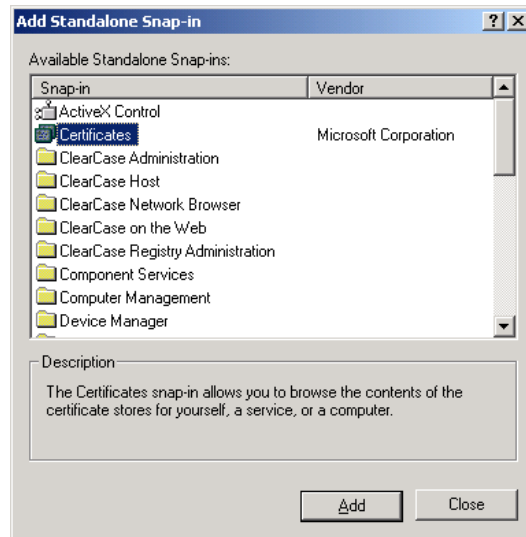 Add Standalone Snap-in
Available Standalone Snap-ins:
Snap-in Vendor
ActiveX Control
Certificates Microsoft Corporation
ClearCase Administration
ClearCase Host
ClearCase Network Browser
ClearCase on the Web
ClearCase Registry Administration
Component Services
Computer Management
Device Manager
Description
The Certificates snap-in allows you to browse the contents of the
certificate stores for yourself, a service, or a computer.
Add Close